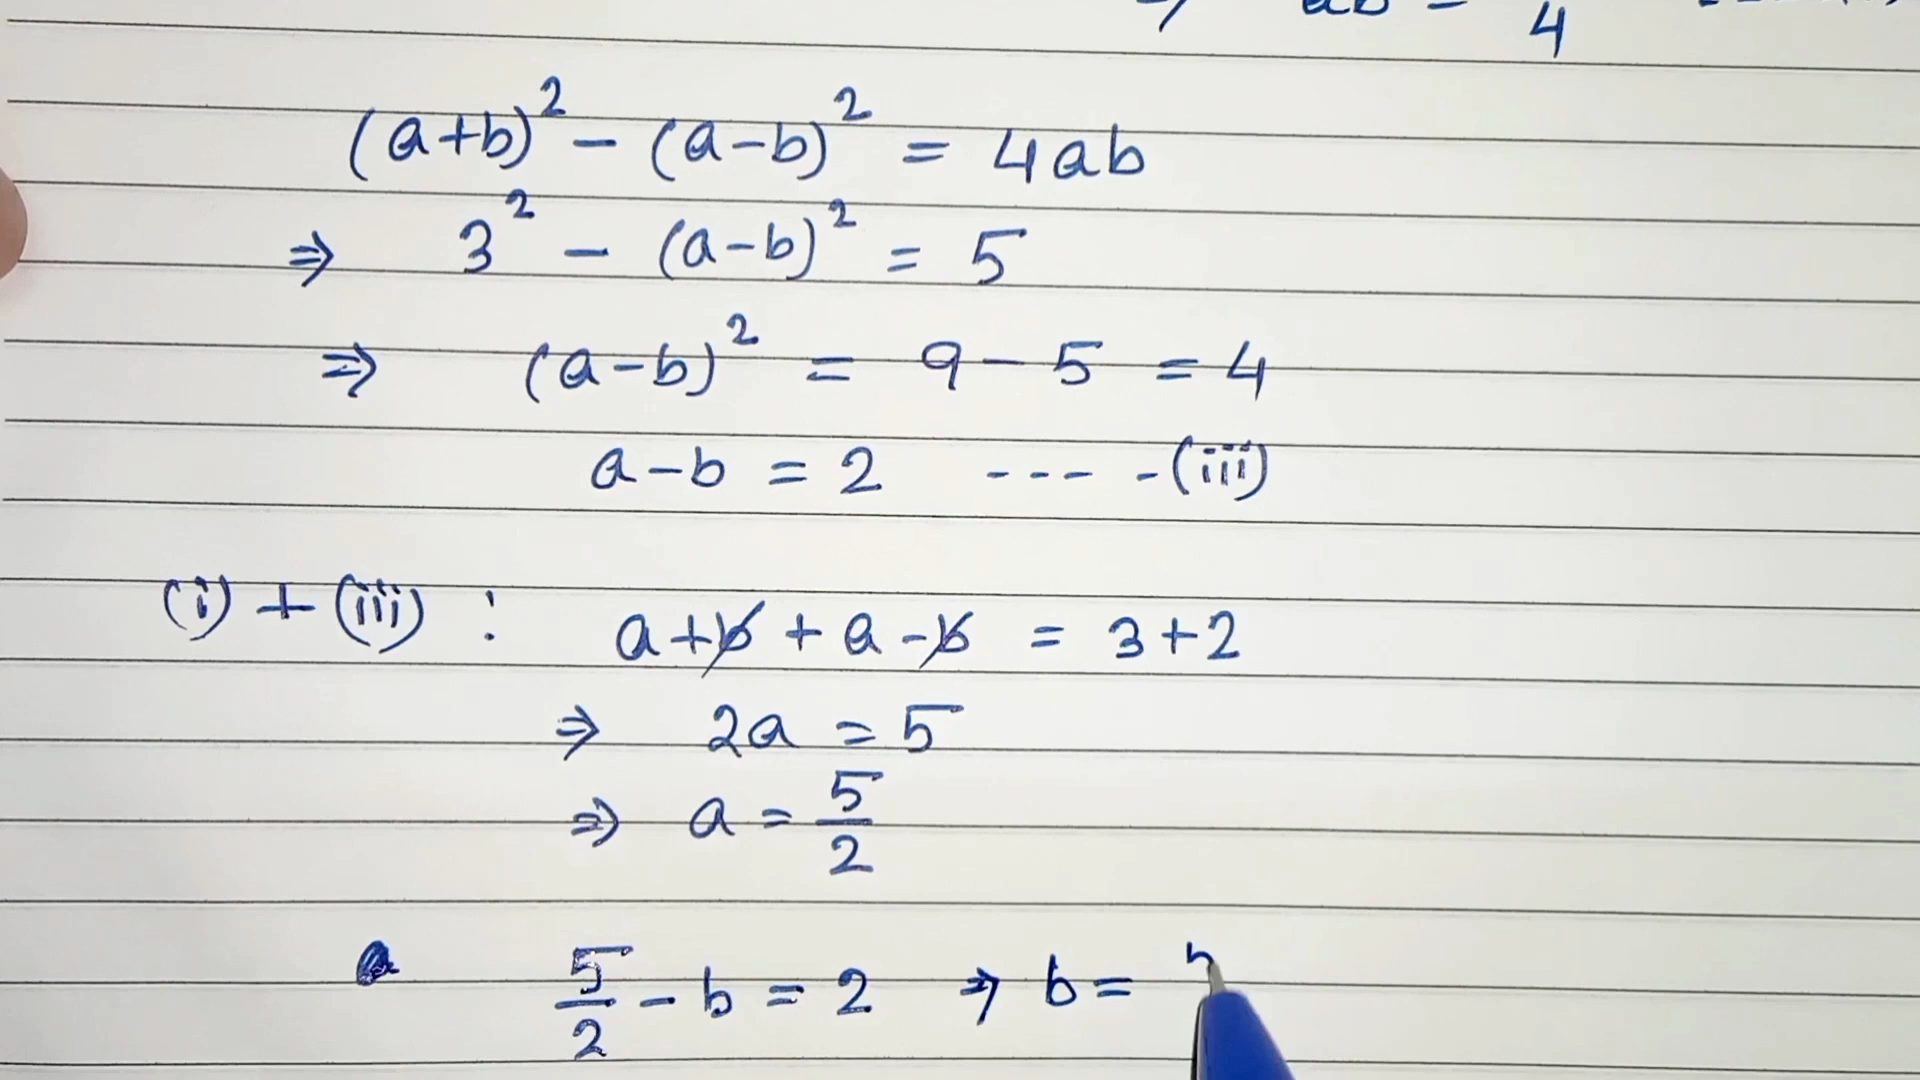 ⇒ ab = /4
(a+b)² - (a-b)² = 4ab
⇒ 3² - (a-b)² = 5
⇒ (a-b)² = 9 - 5 = 4
a-b = 2 ---- -(iii)
(i) + (iii) : a+b + a-b = 3+2
⇒ 2a = 5
⇒ a = 5/2
5/2 - b = 2 ⇒ b =